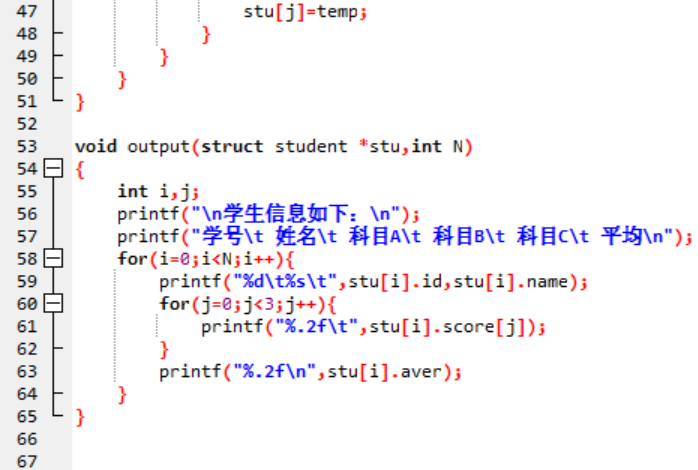 47 stu[j]=temp;
48 }
49 }
50 }
51 }
52
53 void output(struct student *stu,int N)
54 {
55 int i,j;
56 printf("\n学生信息如下：\n");
57 printf("学号\t 姓名\t 科目A\t 科目B\t 科目C\t 平均\n");
58 for(i=0;i<N;i++){
59 printf("%d\t%s\t",stu[i].id,stu[i].name);
60 for(j=0;j<3;j++){
61 printf("%.2f\t",stu[i].score[j]);
62 }
63 printf("%.2f\n",stu[i].aver);
64 }
65 }
66
67